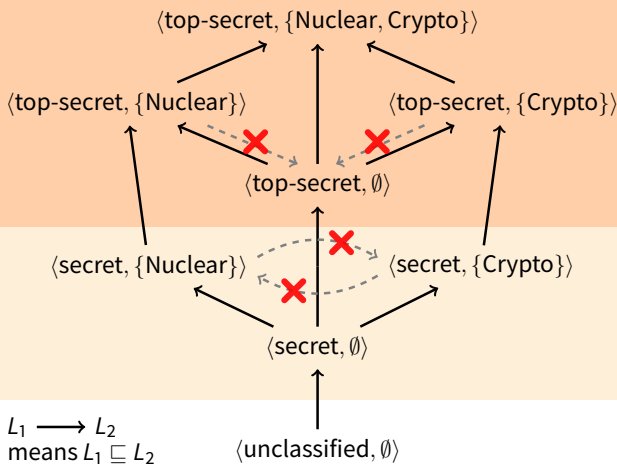 ⟨top-secret, {Nuclear, Crypto}⟩
⟨top-secret, {Nuclear}⟩ ⟨top-secret, {Crypto}⟩
⟨top-secret, ∅⟩
⟨secret, {Nuclear}⟩ ⟨secret, {Crypto}⟩
⟨secret, ∅⟩
L₁ ⟶ L₂
means L₁ ⊑ L₂
⟨unclassified, ∅⟩